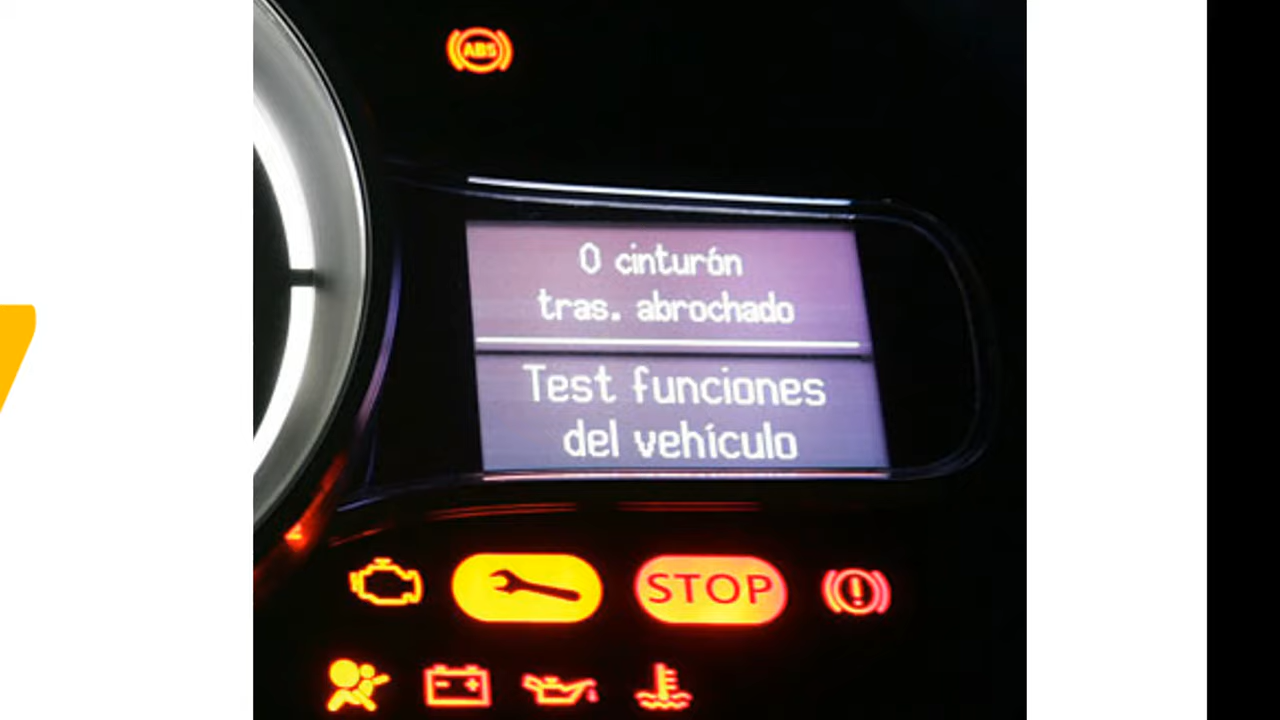 ABS
0 cinturón
tras. abrochado
Test funciones
del vehículo
STOP